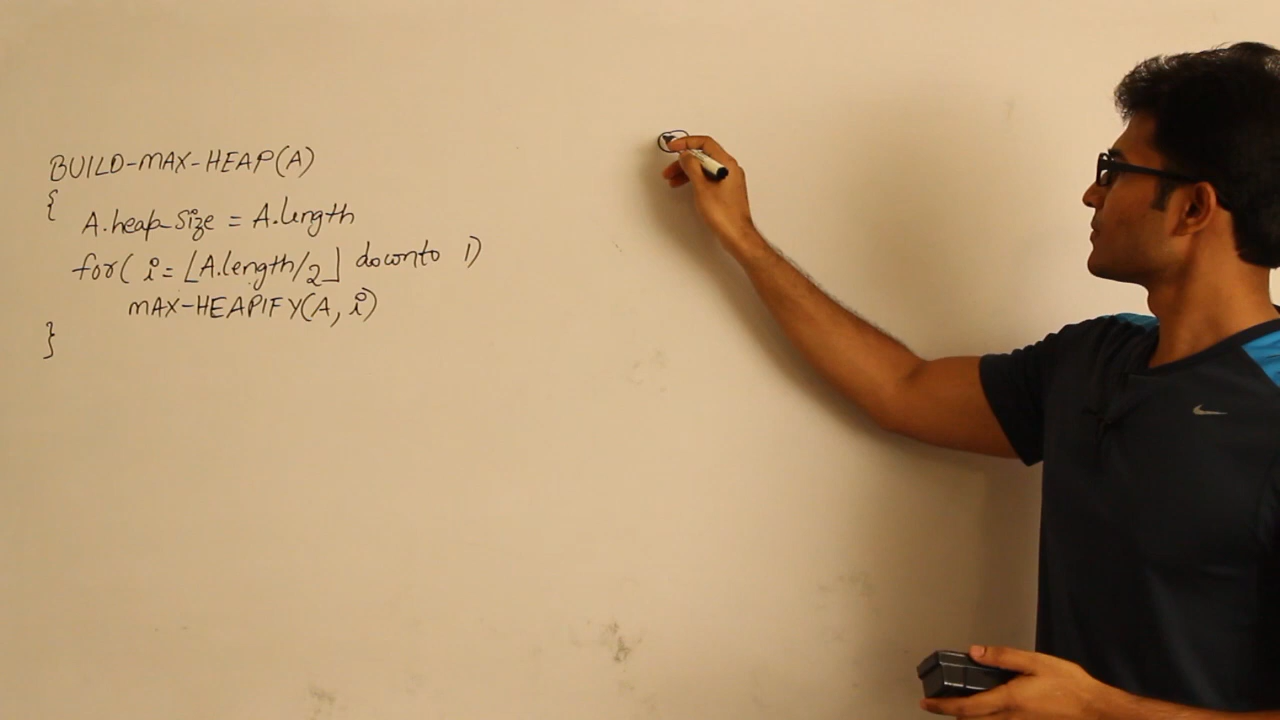 BUILD-MAX-HEAP(A)
{
A.heap-size = A.length
for( i = ⌊A.length/2⌋ downto 1)
MAX-HEAPIFY(A, i)
}